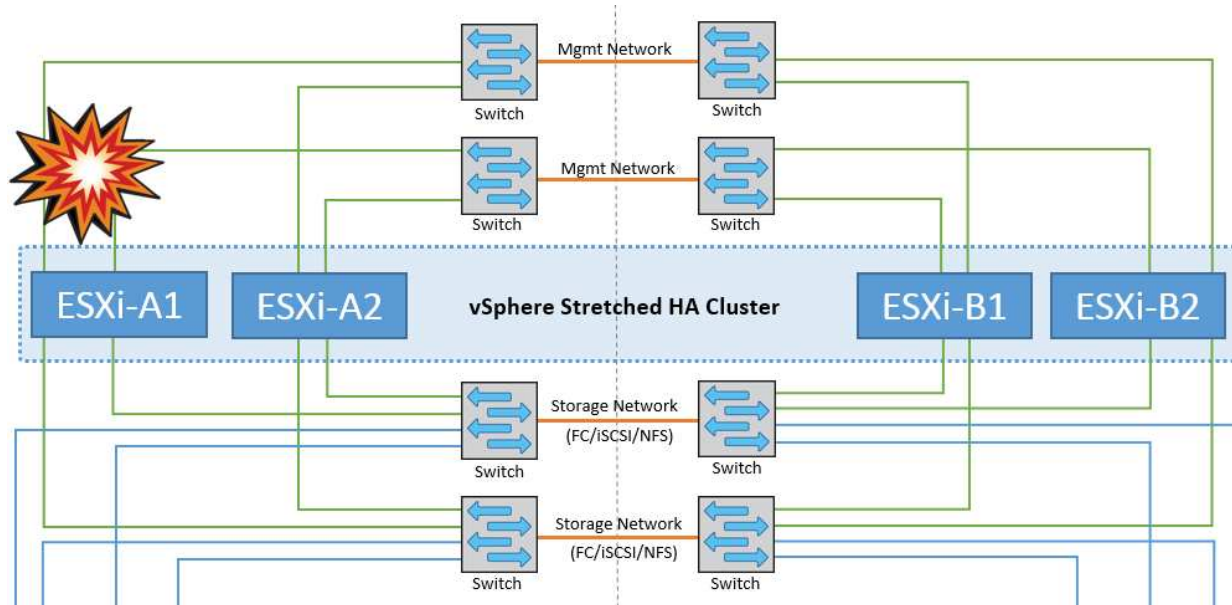 Mgmt Network
Switch
Switch
Mgmt Network
Switch
Switch
ESXi-A1
ESXi-A2
vSphere Stretched HA Cluster
ESXi-B1
ESXi-B2
Storage Network
(FC/iSCSI/NFS)
Switch
Switch
Storage Network
(FC/iSCSI/NFS)
Switch
Switch